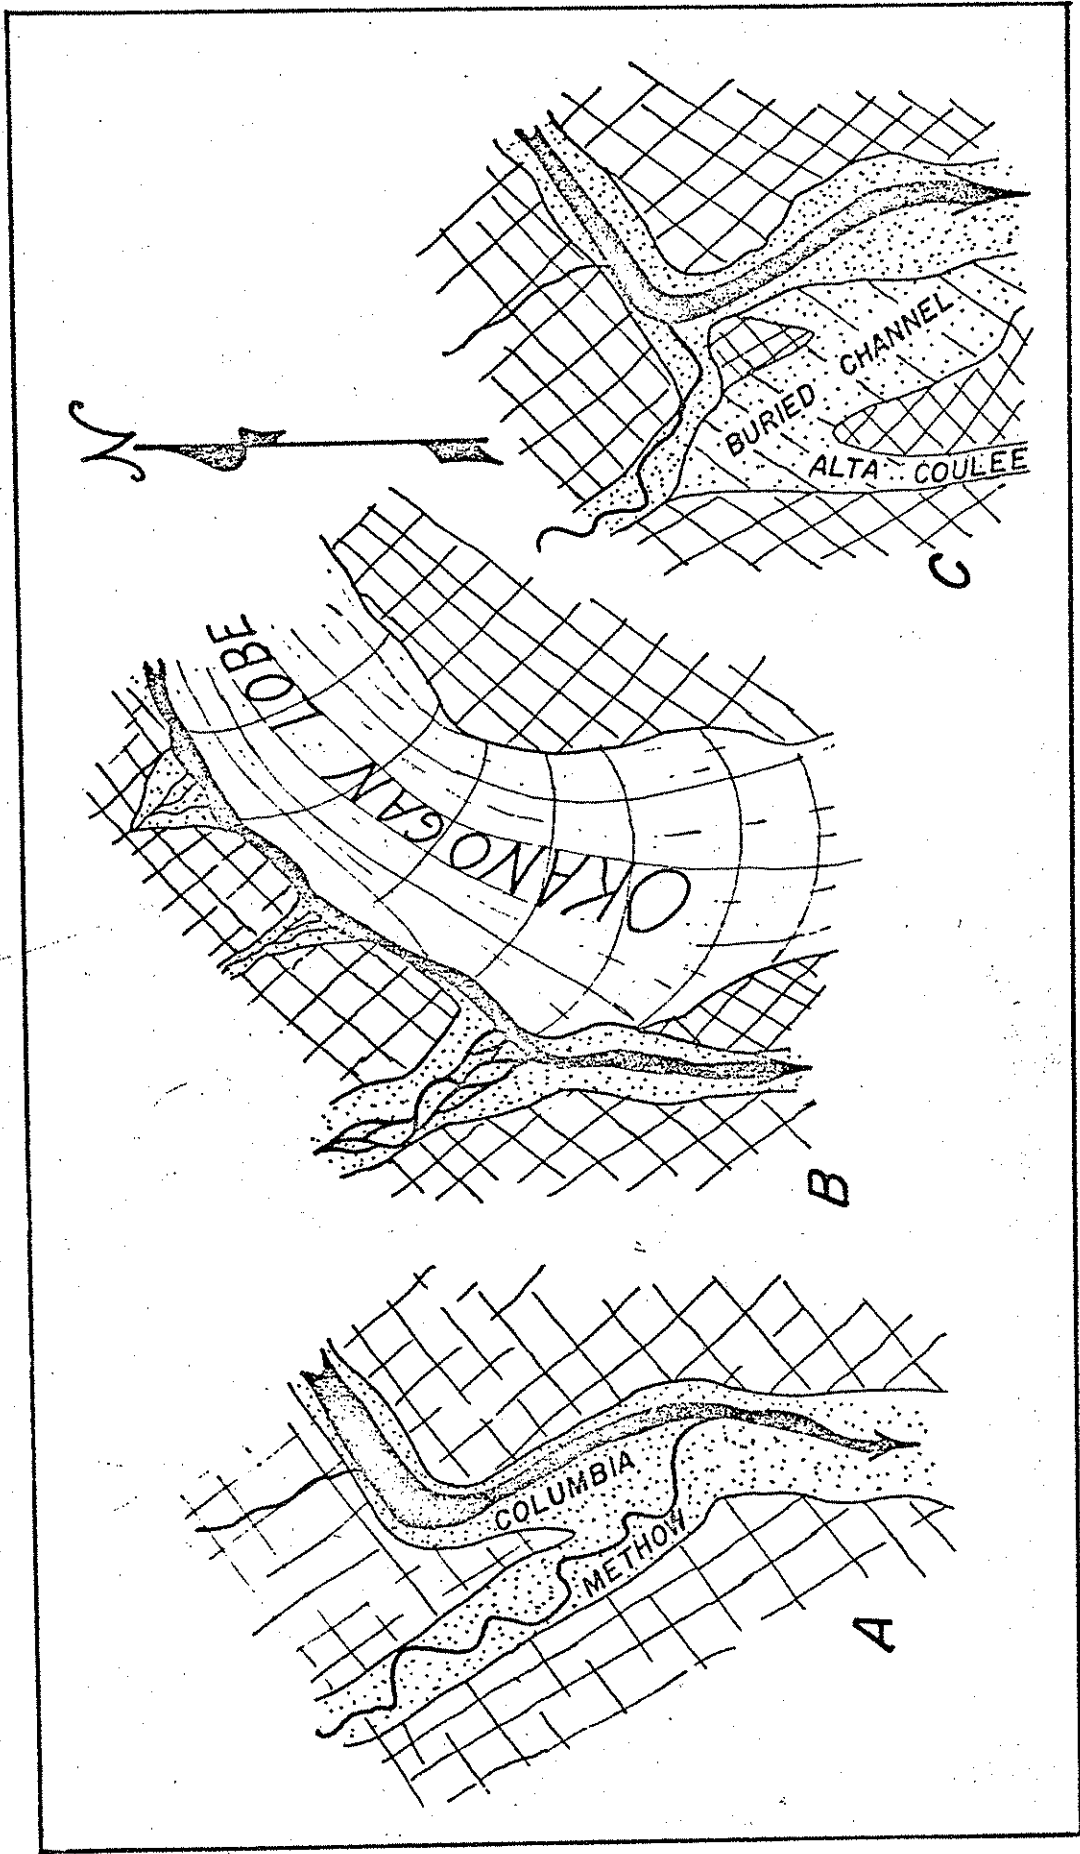 N
COLUMBIA
METHOW
A
OKANOGAN LOBE
B
BURIED CHANNEL
ALTA COULEE
C